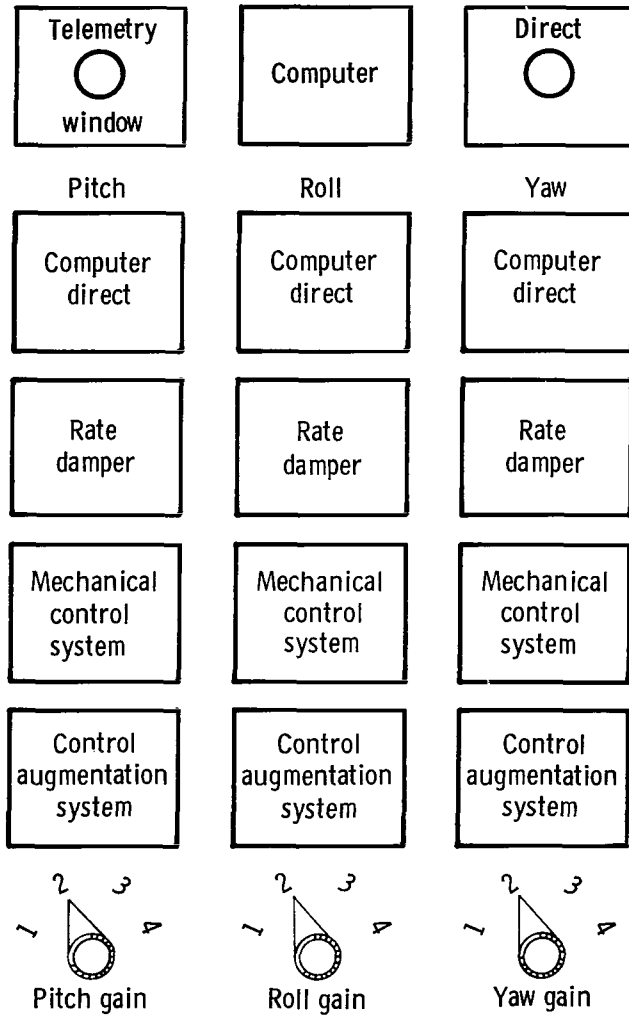 Telemetry
window
Computer
Direct
Pitch
Roll
Yaw
Computer
direct
Computer
direct
Computer
direct
Rate
damper
Rate
damper
Rate
damper
Mechanical
control
system
Mechanical
control
system
Mechanical
control
system
Control
augmentation
system
Control
augmentation
system
Control
augmentation
system
1 2 3 4
Pitch gain
1 2 3 4
Roll gain
1 2 3 4
Yaw gain